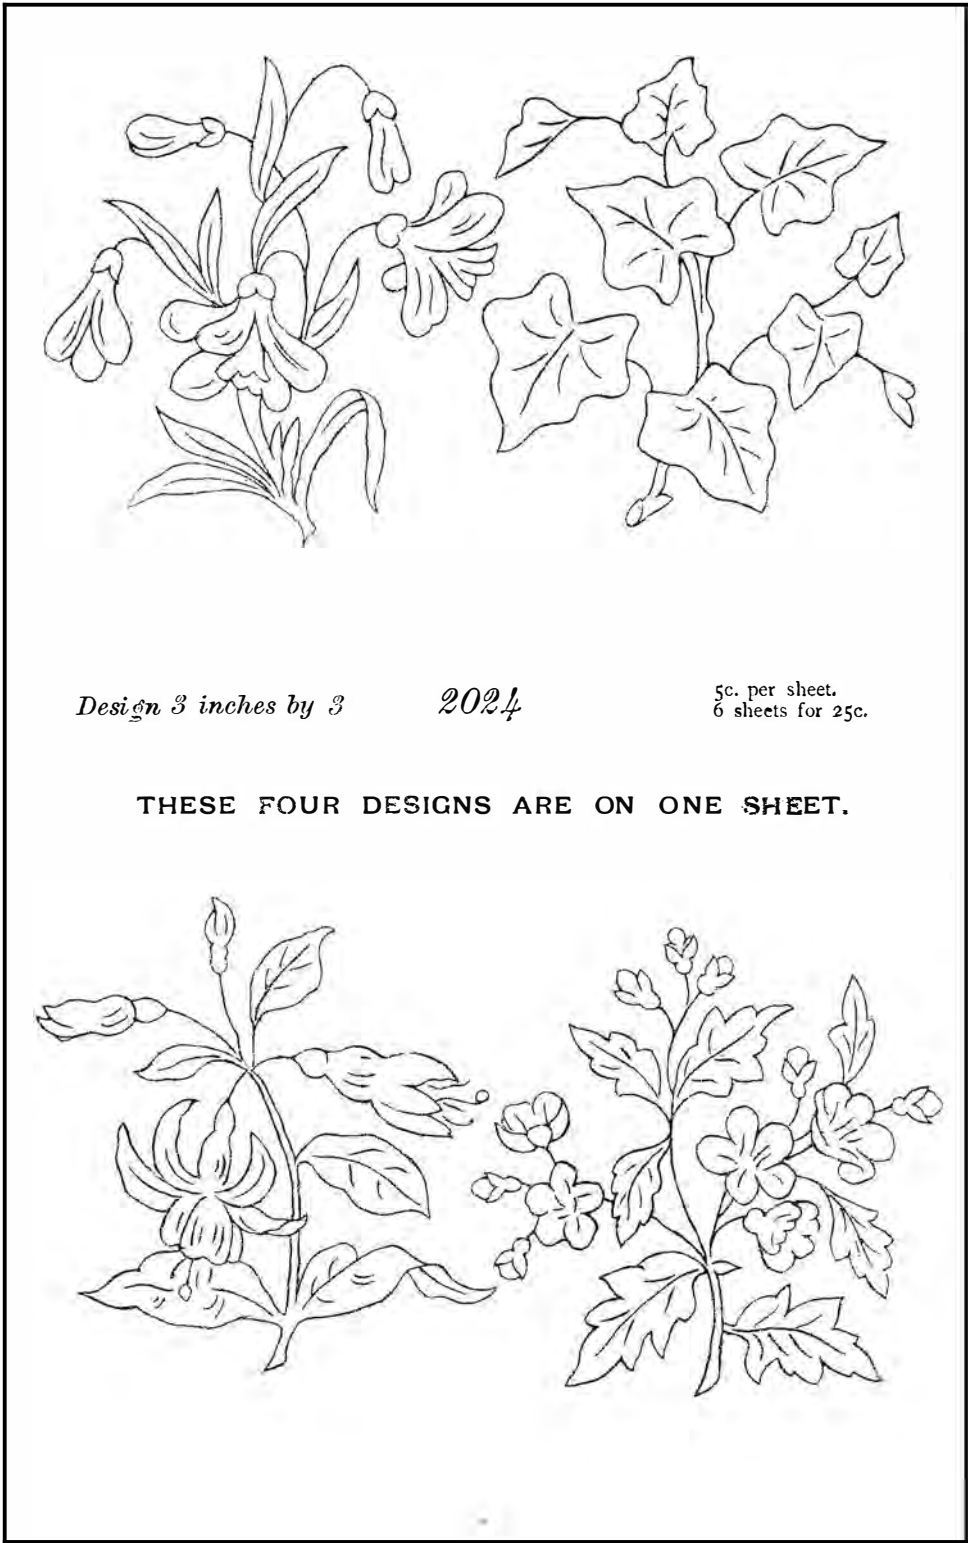 Design 3 inches by 3
2024
5c. per sheet.
6 sheets for 25c.
THESE FOUR DESIGNS ARE ON ONE SHEET.